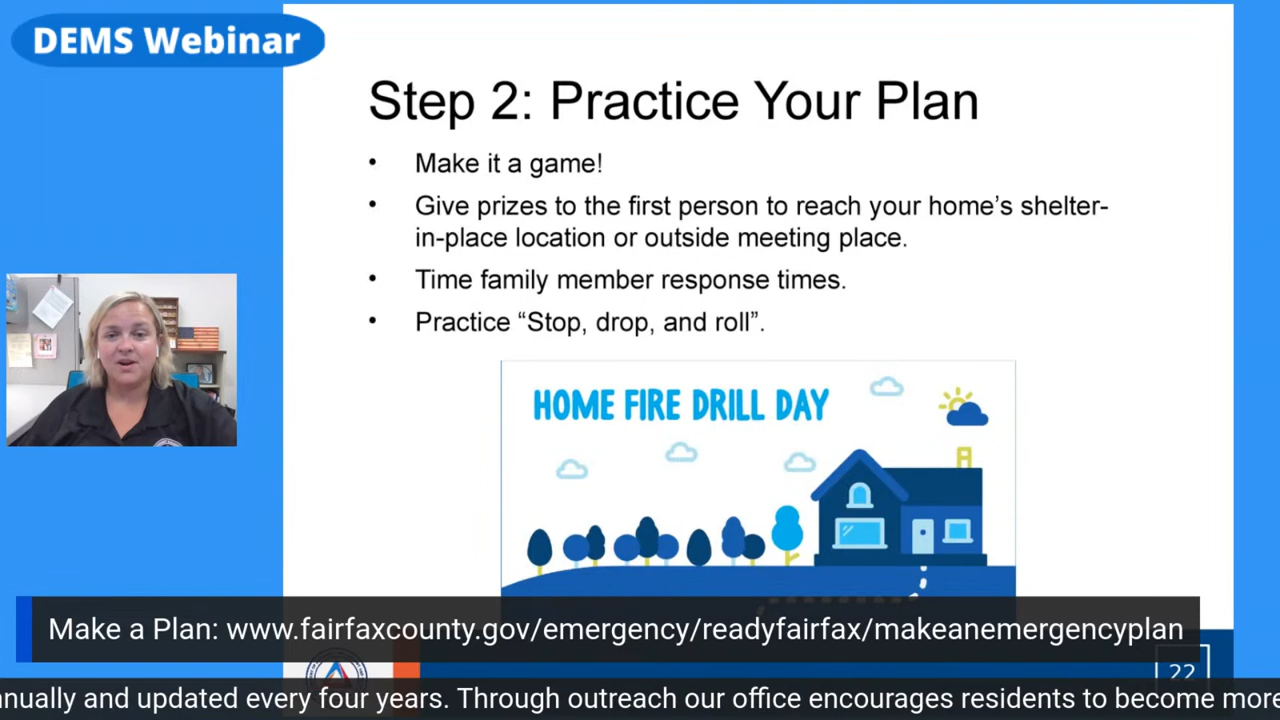 DEMS Webinar
Step 2: Practice Your Plan
• Make it a game!
• Give prizes to the first person to reach your home’s shelter-
in-place location or outside meeting place.
• Time family member response times.
• Practice “Stop, drop, and roll”.
HOME FIRE DRILL DAY
Make a Plan: www.fairfaxcounty.gov/emergency/readyfairfax/makeanemergencyplan
22
and updated every four years. Through outreach our office encourages residents to become more